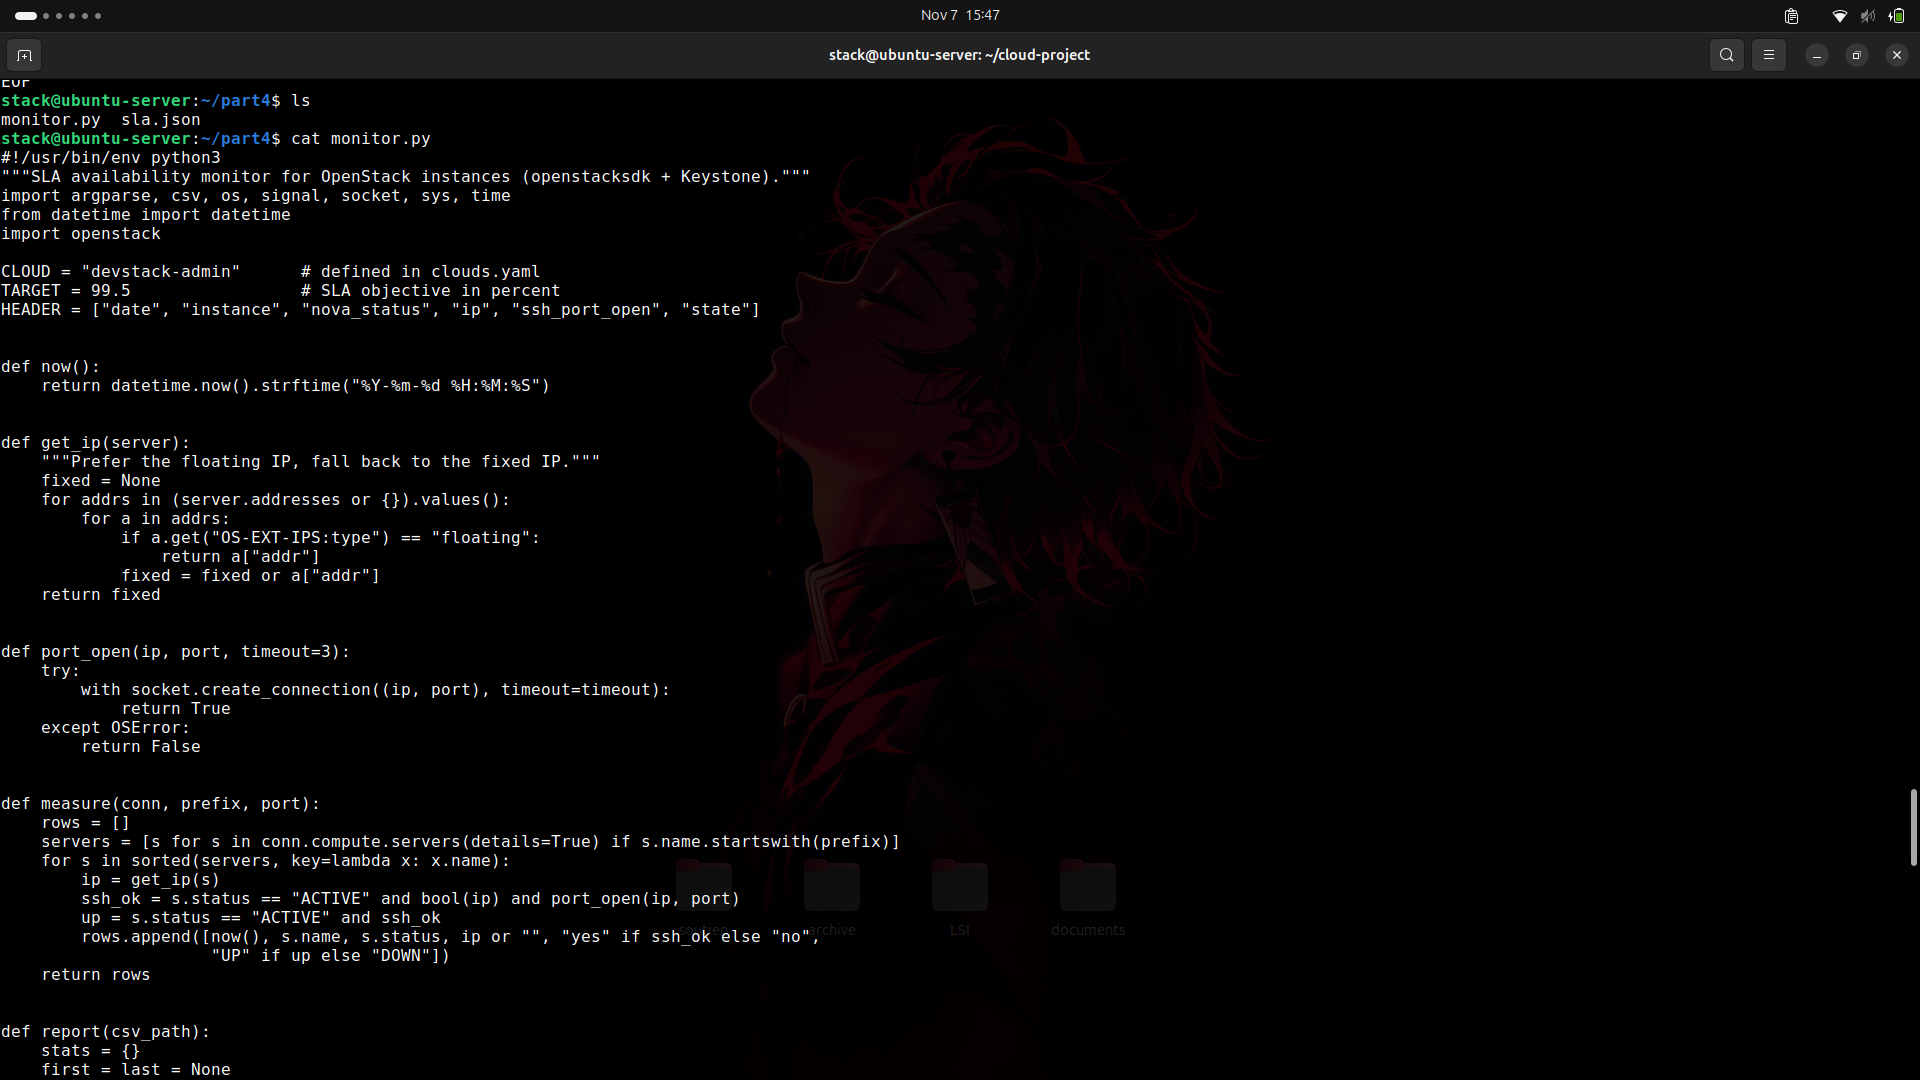 Nov 7 15:47
stack@ubuntu-server: ~/cloud-project
EOF
stack@ubuntu-server:~/part4$ ls
monitor.py  sla.json
stack@ubuntu-server:~/part4$ cat monitor.py
#!/usr/bin/env python3
"""SLA availability monitor for OpenStack instances (openstacksdk + Keystone)."""
import argparse, csv, os, signal, socket, sys, time
from datetime import datetime
import openstack

CLOUD = "devstack-admin"      # defined in clouds.yaml
TARGET = 99.5                 # SLA objective in percent
HEADER = ["date", "instance", "nova_status", "ip", "ssh_port_open", "state"]


def now():
    return datetime.now().strftime("%Y-%m-%d %H:%M:%S")


def get_ip(server):
    """Prefer the floating IP, fall back to the fixed IP."""
    fixed = None
    for addrs in (server.addresses or {}).values():
        for a in addrs:
            if a.get("OS-EXT-IPS:type") == "floating":
                return a["addr"]
            fixed = fixed or a["addr"]
    return fixed


def port_open(ip, port, timeout=3):
    try:
        with socket.create_connection((ip, port), timeout=timeout):
            return True
    except OSError:
        return False


def measure(conn, prefix, port):
    rows = []
    servers = [s for s in conn.compute.servers(details=True) if s.name.startswith(prefix)]
    for s in sorted(servers, key=lambda x: x.name):
        ip = get_ip(s)
        ssh_ok = s.status == "ACTIVE" and bool(ip) and port_open(ip, port)
        up = s.status == "ACTIVE" and ssh_ok
        rows.append([now(), s.name, s.status, ip or "", "yes" if ssh_ok else "no",
                     "UP" if up else "DOWN"])
    return rows


def report(csv_path):
    stats = {}
    first = last = None
archive
LSI
documents